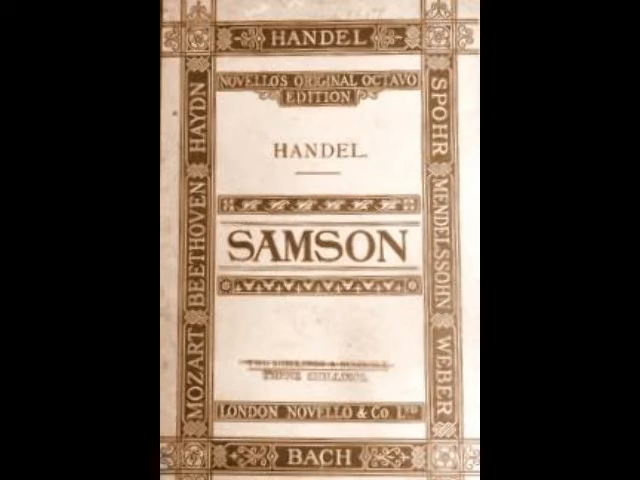 HANDEL
NOVELLO'S ORIGINAL OCTAVO
EDITION
HANDEL.
SAMSON
THREE SHILLINGS.
LONDON NOVELLO & Co LTD
BACH
HAYDN
BEETHOVEN
MOZART
SPOHR
MENDELSSOHN
WEBER